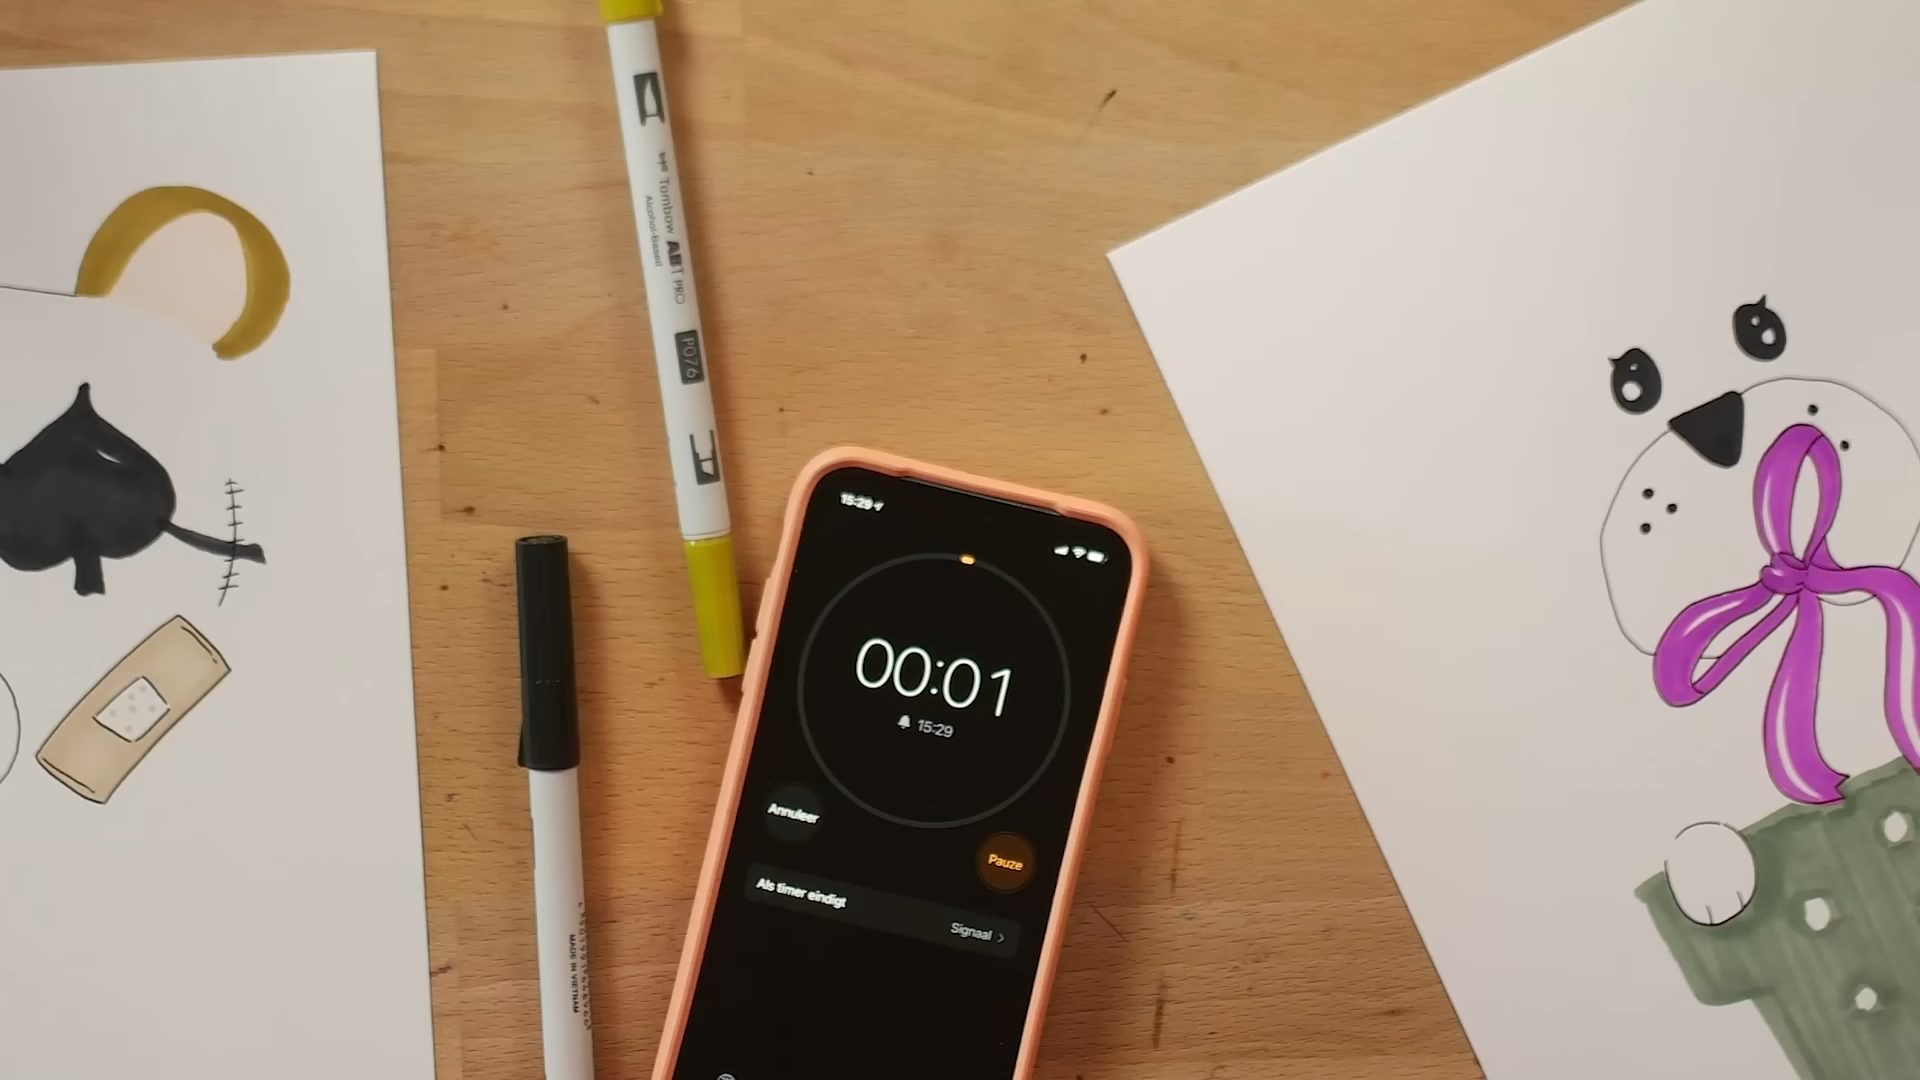 Tombow ABT PRO
Alcohol-Based
P076
15:29
00:01
15:29
Annuleer
Pauze
Als timer eindigt
Signaal
MADE IN VIETNAM